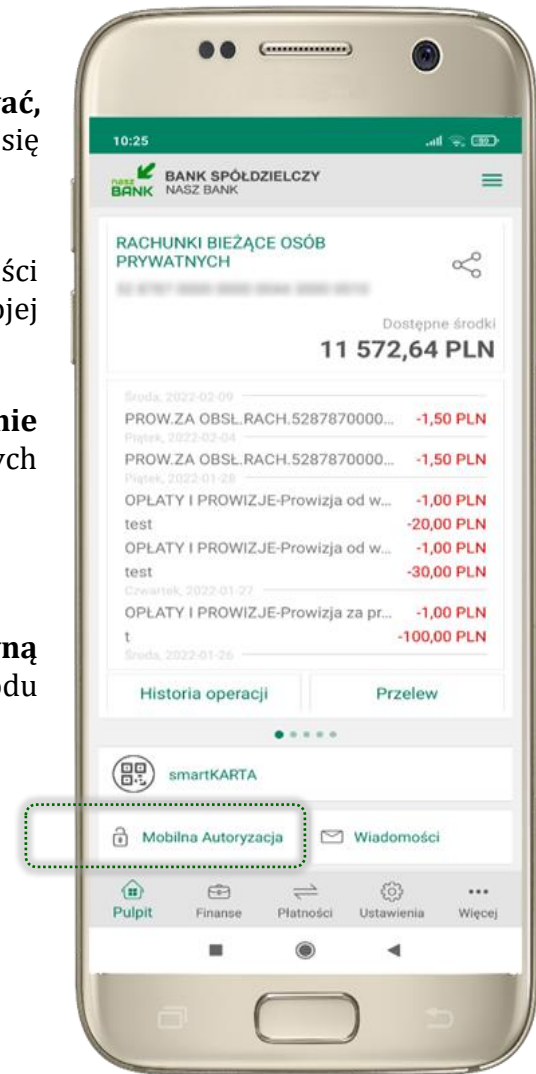 ać,
się
ści
ojej
nie
ych
ną
odu
10:25
nasz BANK
BANK SPÓŁDZIELCZY
NASZ BANK
RACHUNKI BIEŻĄCE OSÓB
PRYWATNYCH
Dostępne środki
11 572,64 PLN
Środa, 2022-02-09
PROW.ZA OBSŁ.RACH.5287870000... -1,50 PLN
Piątek, 2022-02-04
PROW.ZA OBSŁ.RACH.5287870000... -1,50 PLN
Piątek, 2022-01-28
OPŁATY I PROWIZJE-Prowizja od w... -1,00 PLN
test -20,00 PLN
OPŁATY I PROWIZJE-Prowizja od w... -1,00 PLN
test -30,00 PLN
Czwartek, 2022-01-27
OPŁATY I PROWIZJE-Prowizja za pr... -1,00 PLN
t -100,00 PLN
Środa, 2022-01-26
Historia operacji Przelew
smartKARTA
Mobilna Autoryzacja Wiadomości
Pulpit Finanse Płatności Ustawienia Więcej